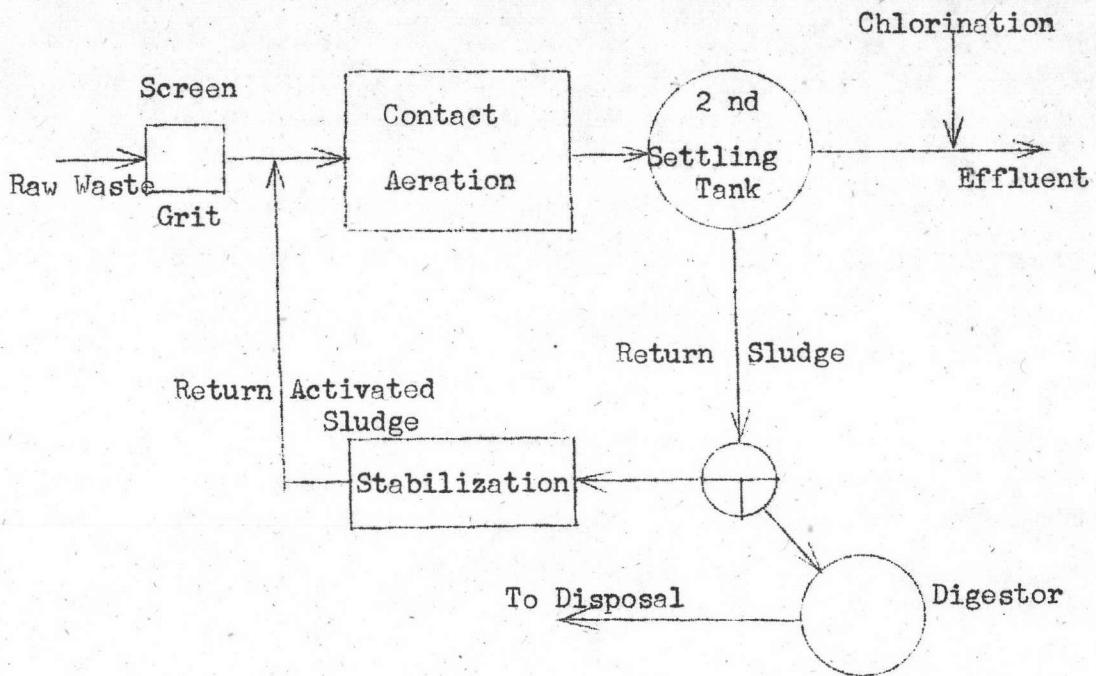 Chlorination
Screen
Contact
Aeration
2 nd
Settling
Tank
Raw Waste
Grit
Effluent
Return Sludge
Return Activated
Sludge
Stabilization
To Disposal
Digestor